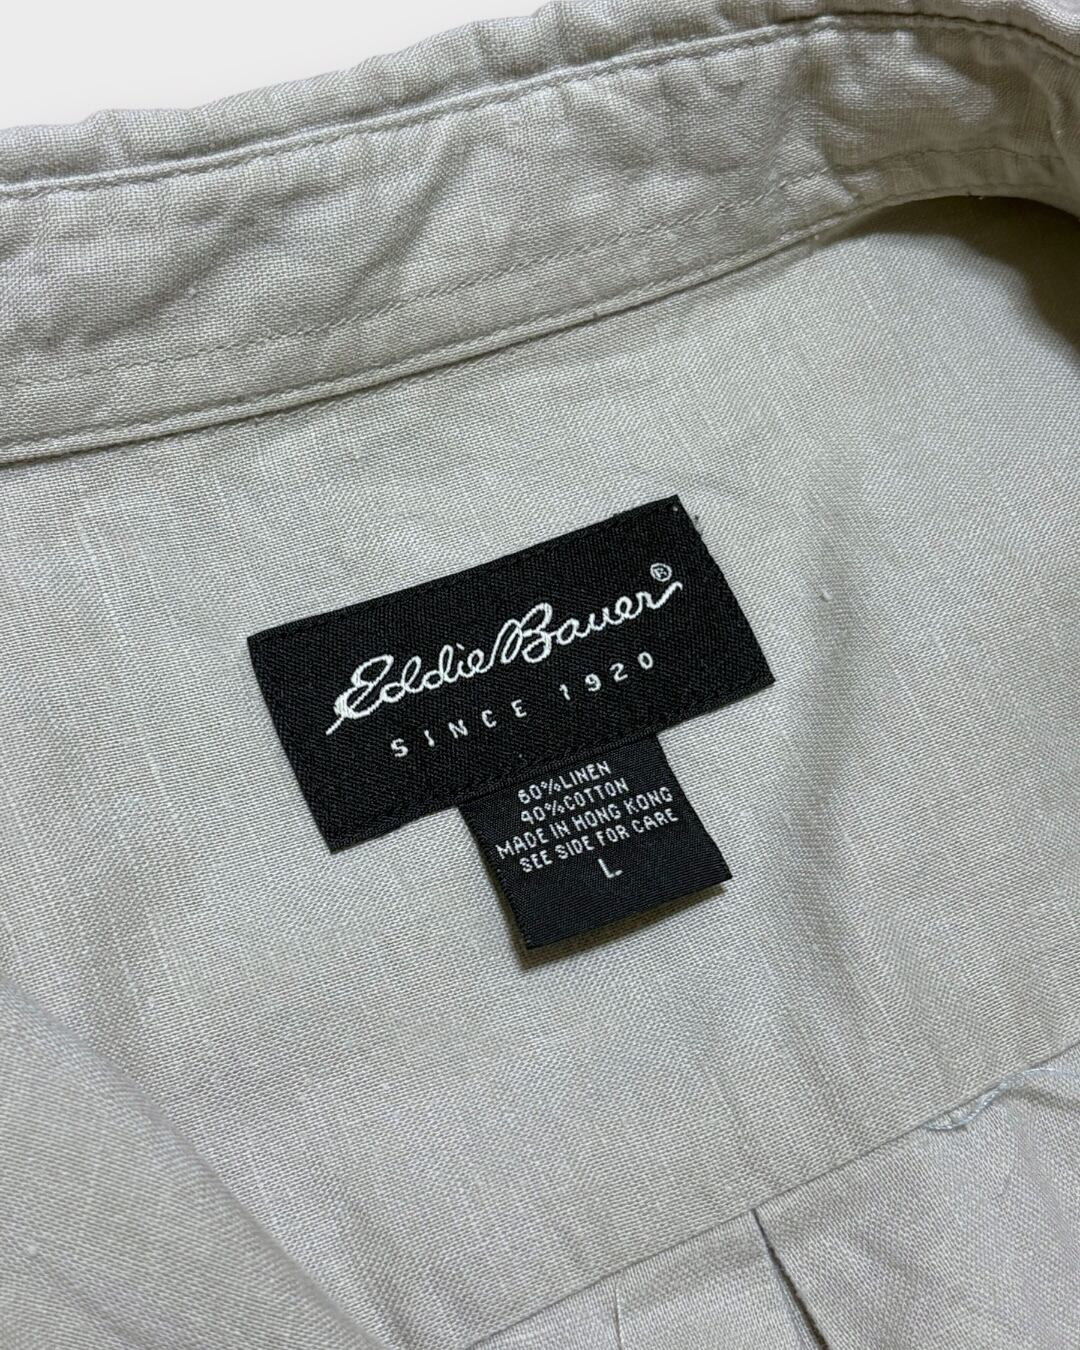 Eddie Bauer®
SINCE 1920
60%LINEN
40%COTTON
MADE IN HONG KONG
SEE SIDE FOR CARE
L